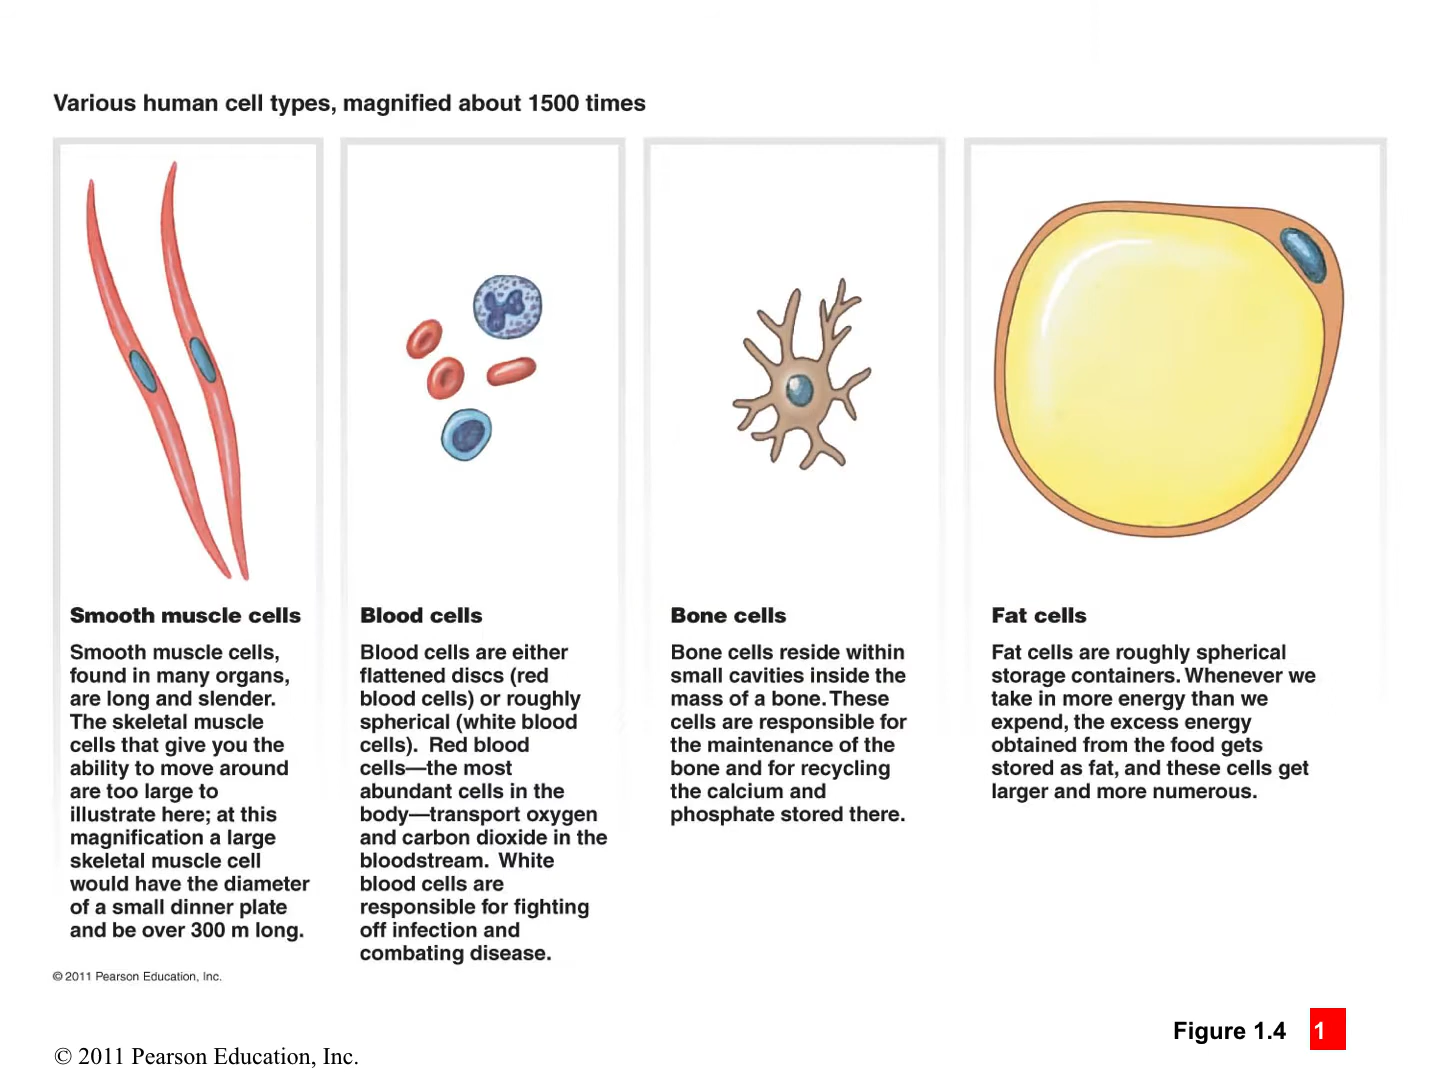 Various human cell types, magnified about 1500 times
Smooth muscle cells
Smooth muscle cells,
found in many organs,
are long and slender.
The skeletal muscle
cells that give you the
ability to move around
are too large to
illustrate here; at this
magnification a large
skeletal muscle cell
would have the diameter
of a small dinner plate
and be over 300 m long.
Blood cells
Blood cells are either
flattened discs (red
blood cells) or roughly
spherical (white blood
cells). Red blood
cells—the most
abundant cells in the
body—transport oxygen
and carbon dioxide in the
bloodstream. White
blood cells are
responsible for fighting
off infection and
combating disease.
Bone cells
Bone cells reside within
small cavities inside the
mass of a bone. These
cells are responsible for
the maintenance of the
bone and for recycling
the calcium and
phosphate stored there.
Fat cells
Fat cells are roughly spherical
storage containers. Whenever we
take in more energy than we
expend, the excess energy
obtained from the food gets
stored as fat, and these cells get
larger and more numerous.
© 2011 Pearson Education, Inc.
Figure 1.4 1
© 2011 Pearson Education, Inc.